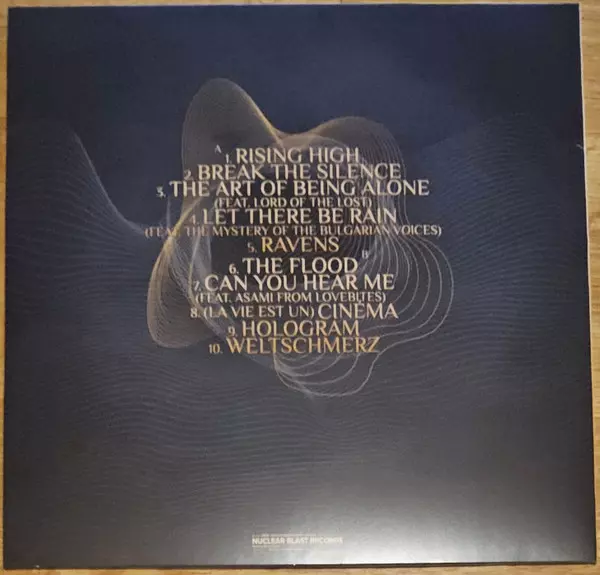 A
1. RISING HIGH
2. BREAK THE SILENCE
3. THE ART OF BEING ALONE
(FEAT. LORD OF THE LOST)
4. LET THERE BE RAIN
(FEAT. THE MYSTERY OF THE BULGARIAN VOICES)
5. RAVENS
B
6. THE FLOOD
7. CAN YOU HEAR ME
(FEAT. ASAMI FROM LOVEBITES)
8. (LA VIE EST UN) CINÉMA
9. HOLOGRAM
10. WELTSCHMERZ
NUCLEAR BLAST RECORDS